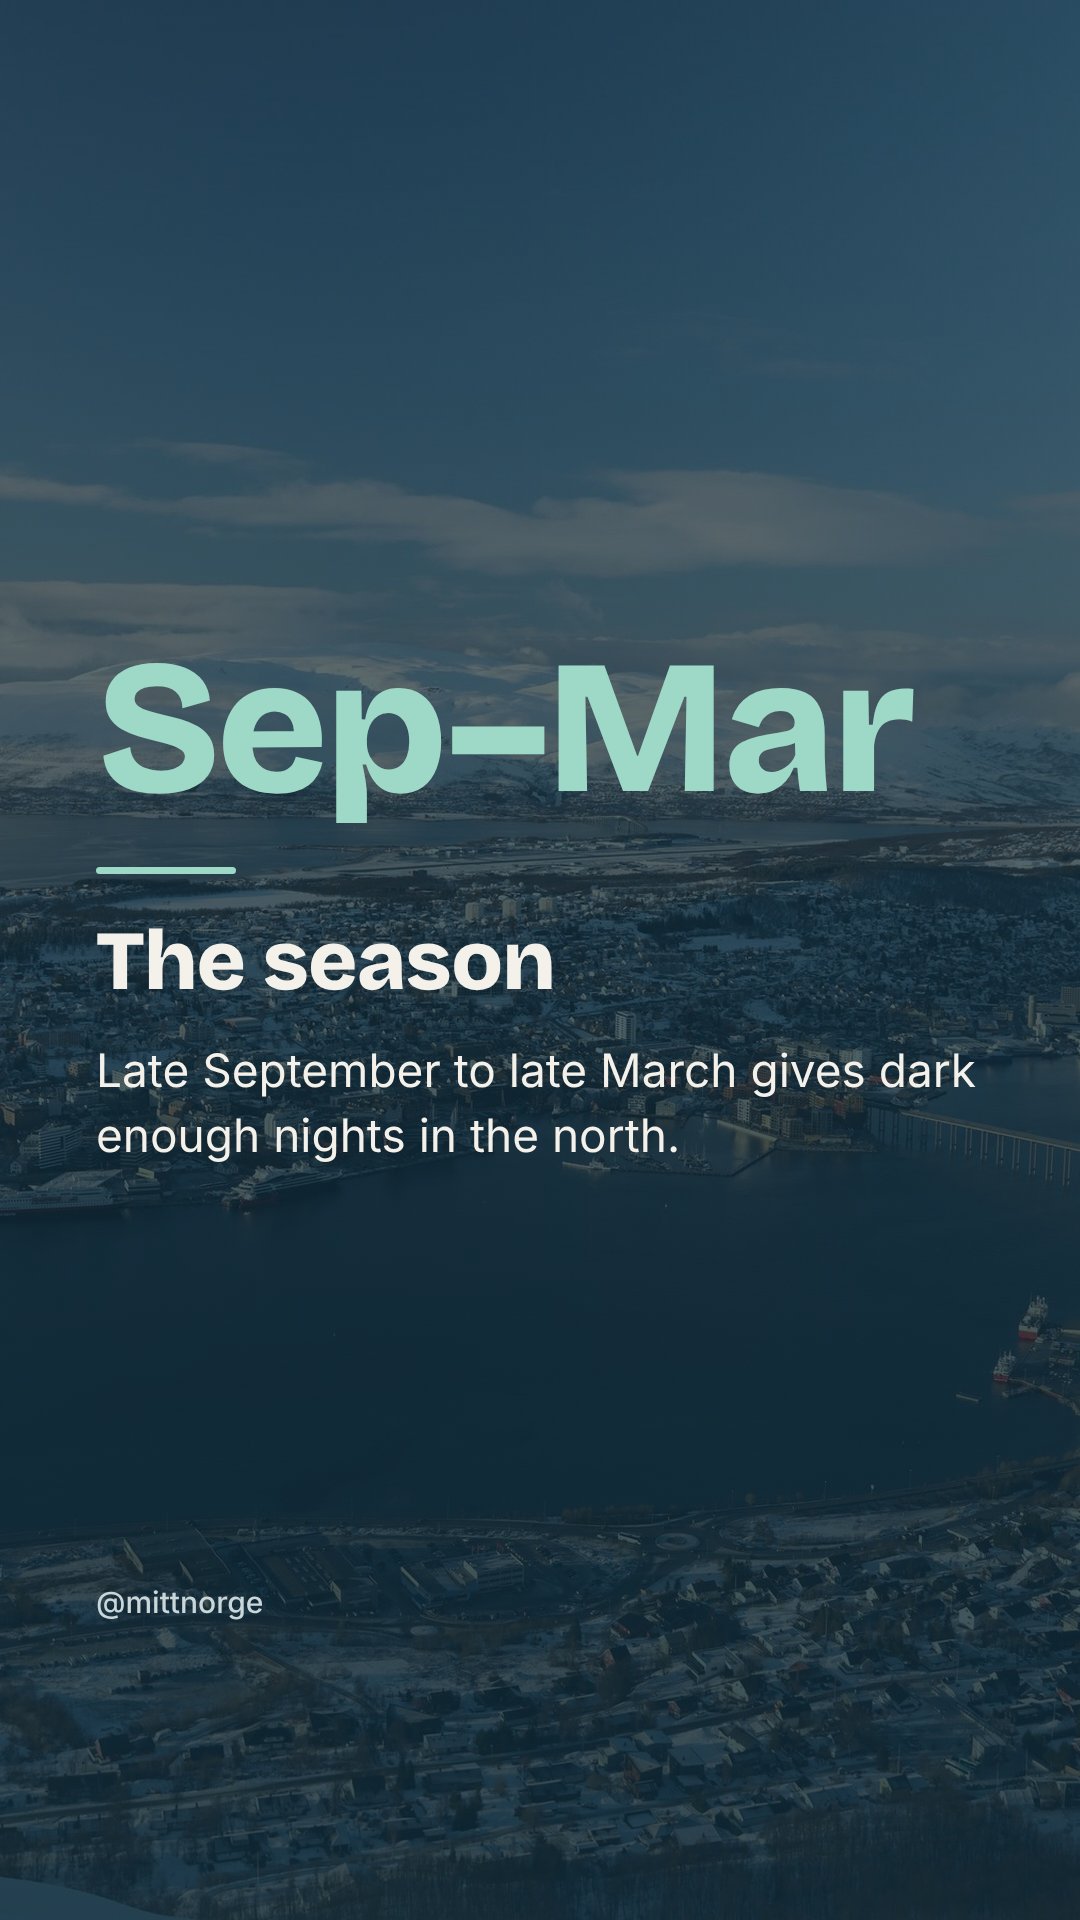 Sep–Mar
The season
Late September to late March gives dark
enough nights in the north.
@mittnorge